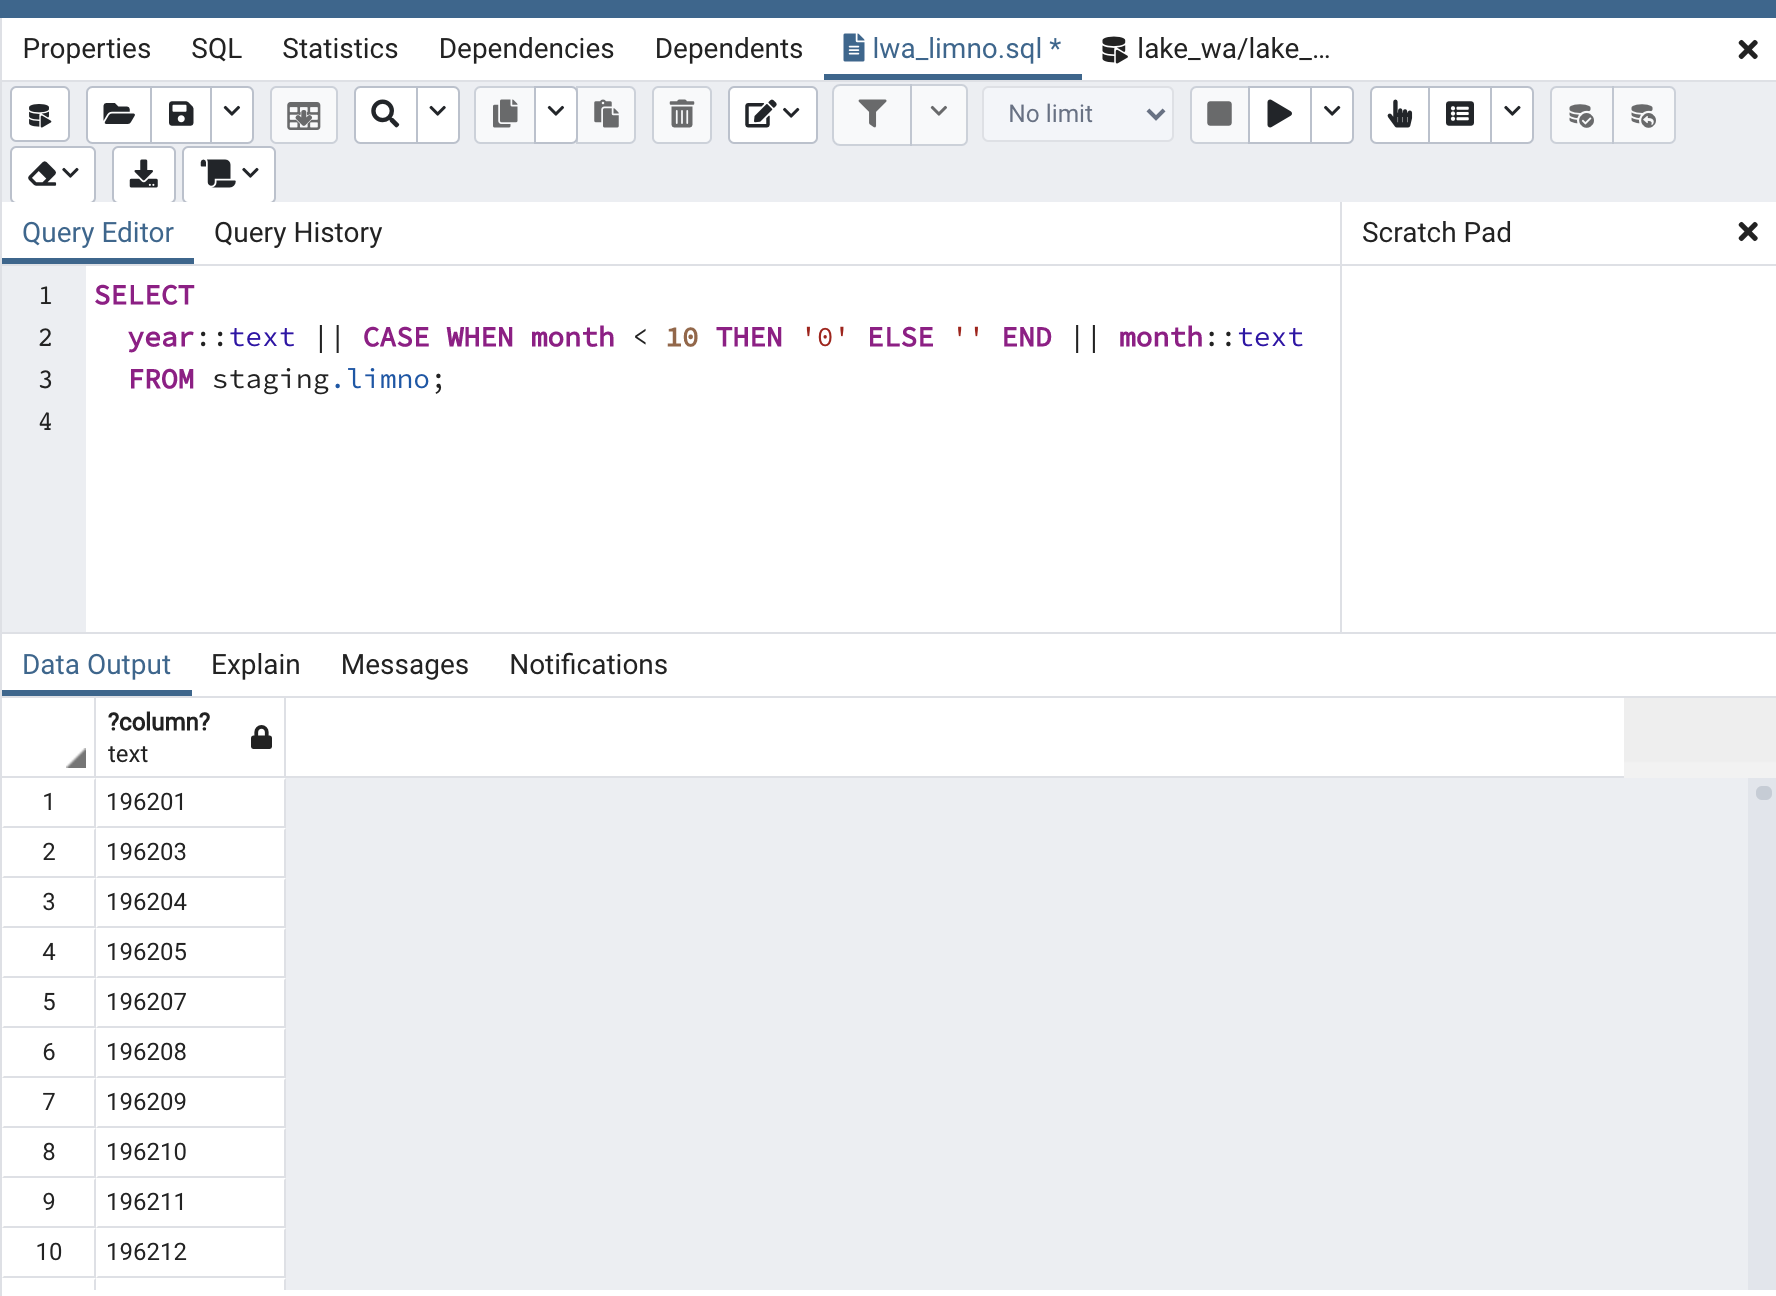 Properties SQL Statistics Dependencies Dependents lwa_limno.sql * lake_wa/lake_...
No limit
Query Editor Query History Scratch Pad
1 SELECT
2 year::text || CASE WHEN month < 10 THEN '0' ELSE '' END || month::text
3 FROM staging.limno;
4
Data Output Explain Messages Notifications
?column?
text
1 196201
2 196203
3 196204
4 196205
5 196207
6 196208
7 196209
8 196210
9 196211
10 196212